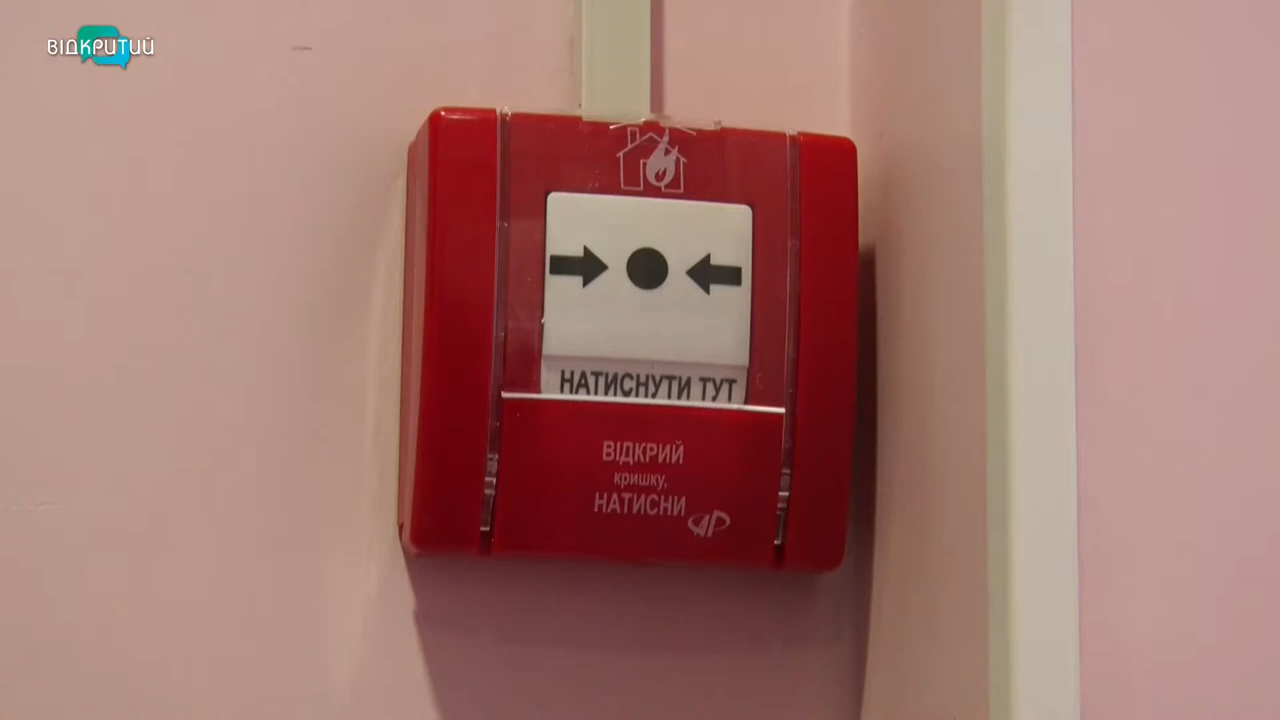 ВІДКРИТИЙ
НАТИСНУТИ ТУТ
ВІДКРИЙ
кришку,
НАТИСНИ